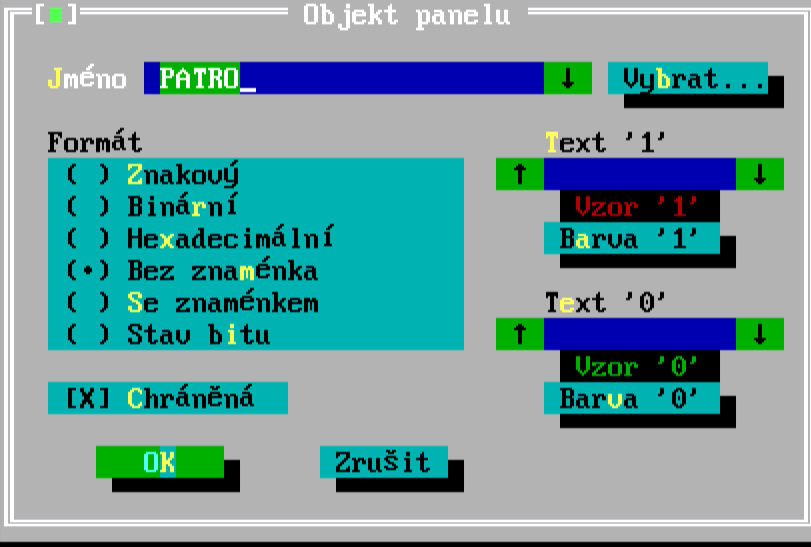 [■] Objekt panelu
Jméno PATRO_ ↓ Vybrat...
Formát
( ) Znakový
( ) Binární
( ) Hexadecimální
(•) Bez znaménka
( ) Se znaménkem
( ) Stav bitu
[X] Chráněná
Text '1'
↑ ↓
Vzor '1'
Barva '1'
Text '0'
↑ ↓
Vzor '0'
Barva '0'
OK Zrušit